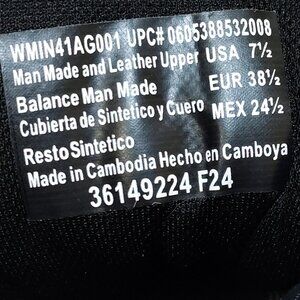 WMIN41AG001 UPC# 0605388532008
Man Made and Leather Upper USA 7½
Balance Man Made EUR 38½
Cubierta de Sintetico y Cuero MEX 24½
Resto Sintetico
Made in Cambodia Hecho en Camboya
36149224 F24